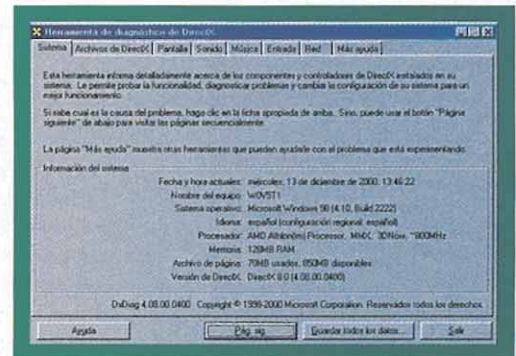 Herramienta de diagnóstico de DirectX
Sistema Archivos de DirectX Pantalla Sonido Música Entrada Red Más ayuda
Esta herramienta informa detalladamente acerca de los componentes y controladores de DirectX instalados en su
sistema. Le permite probar la funcionalidad, diagnosticar problemas y cambiar la configuración de su sistema para un
mejor funcionamiento.
Si sabe cual es la causa del problema, haga clic en la ficha apropiada de arriba. Sino, puede usar el botón "Página
siguiente" de abajo para visitar las páginas secuencialmente.
La página "Más ayuda" muestra otras herramientas que pueden ayudarle con el problema que está experimentando.
Información del sistema
Fecha y hora actuales: miércoles, 13 de diciembre de 2000, 13:46:22
Nombre del equipo: W0V5T1
Sistema operativo: Microsoft Windows 98 (4.10, Build 2222)
Idioma: español (configuración regional: español)
Procesador: AMD Athlon(tm) Processor, MMX, 3DNow, ~800MHz
Memoria: 128MB RAM
Archivo de página: 70MB usados, 850MB disponibles
Versión de DirectX: DirectX 8.0 (4.08.00.0400)
DxDiag 4.08.00.0400 Copyright © 1998-2000 Microsoft Corporation. Reservados todos los derechos.
Ayuda Pág. sig. Guardar todos los datos... Salir